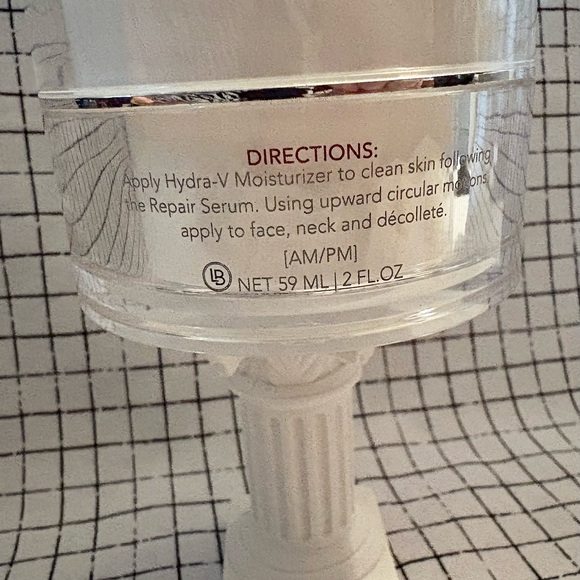 DIRECTIONS:
Apply Hydra-V Moisturizer to clean skin following
the Repair Serum. Using upward circular motions
apply to face, neck and décolleté.
[AM/PM]
LB NET 59 ML | 2 FL.OZ